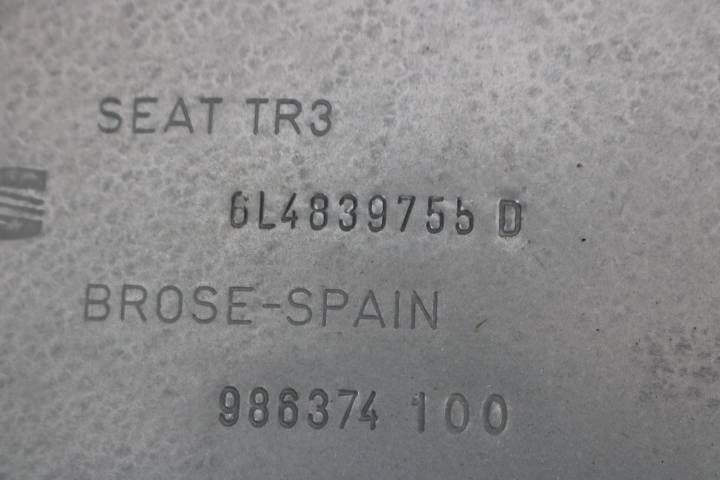 SEAT TR3
6L4839755 D
BROSE-SPAIN
986374 100